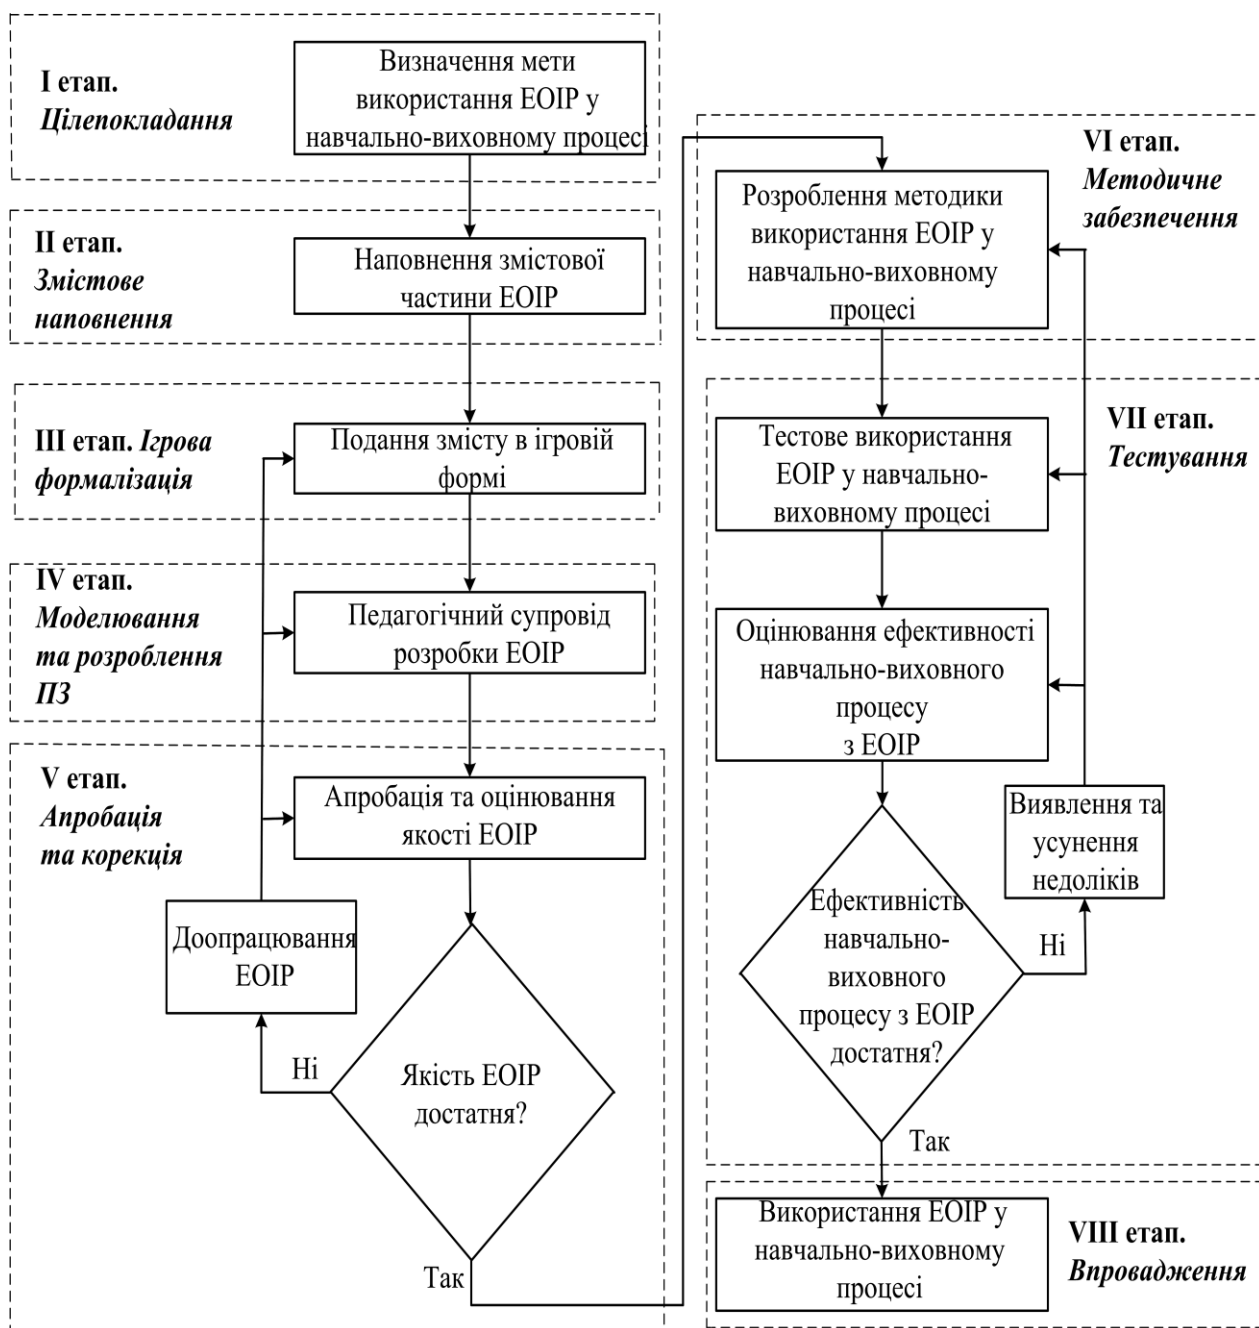 I етап.
Цілепокладання
Визначення мети
використання ЕОІР у
навчально-виховному процесі
II етап.
Змістове
наповнення
Наповнення змістової
частини ЕОІР
III етап. Ігрова
формалізація
Подання змісту в ігровій
формі
IV етап.
Моделювання
та розроблення
ПЗ
Педагогічний супровід
розробки ЕОІР
V етап.
Апробація
та корекція
Апробація та оцінювання
якості ЕОІР
Доопрацювання
ЕОІР
Ні
Якість ЕОІР
достатня?
Так
VI етап.
Методичне
забезпечення
Розроблення методики
використання ЕОІР у
навчально-виховному
процесі
VII етап.
Тестування
Тестове використання
ЕОІР у навчально-
виховному процесі
Оцінювання ефективності
навчально-виховного
процесу
з ЕОІР
Виявлення та
усунення
недоліків
Ефективність
навчально-
виховного
процесу з ЕОІР
достатня?
Ні
Так
Використання ЕОІР у
навчально-виховному
процесі
VIII етап.
Впровадження